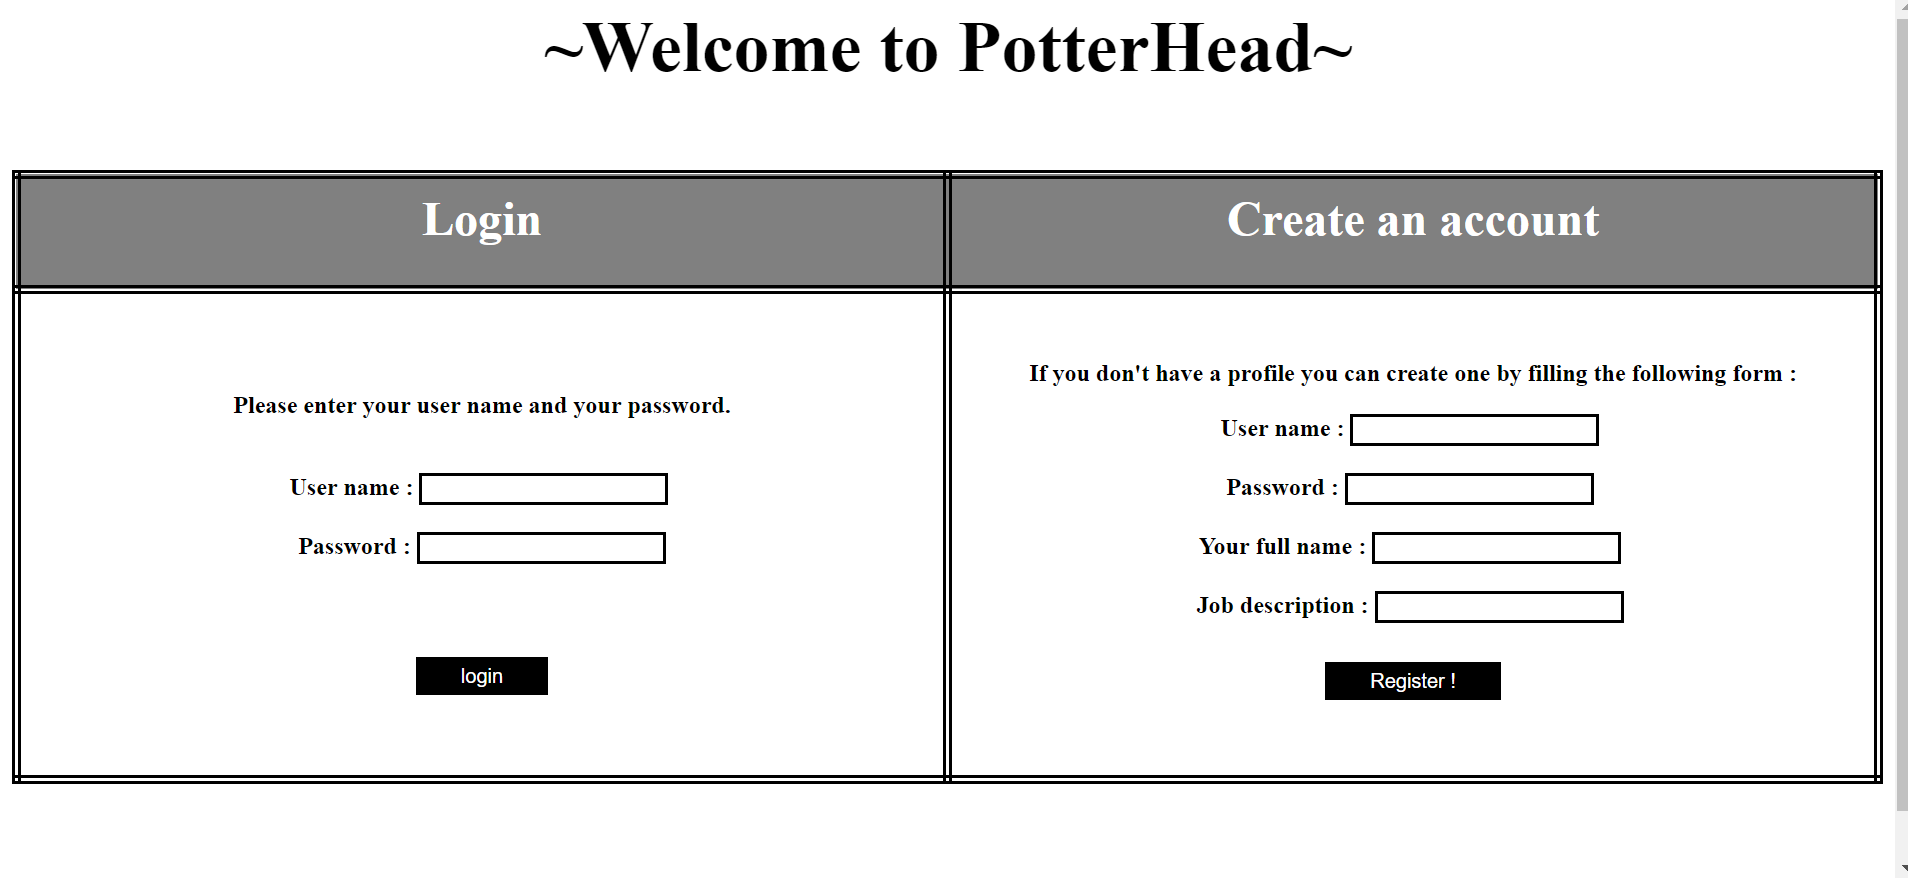 ~Welcome to PotterHead~
Login
Create an account
Please enter your user name and your password.
User name :
Password :
login
If you don't have a profile you can create one by filling the following form :
User name :
Password :
Your full name :
Job description :
Register !